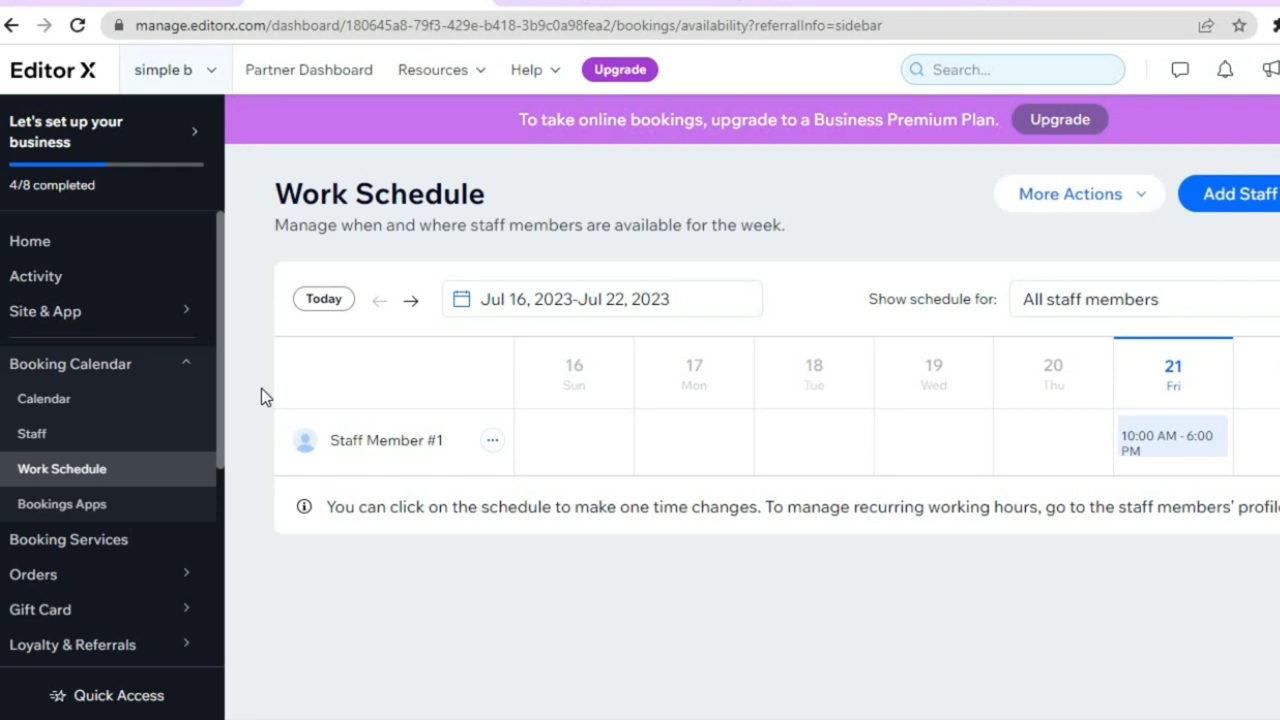 manage.editorx.com/dashboard/180645a8-79f3-429e-b418-3b9c0a98fea2/bookings/availability?referralInfo=sidebar
Editor X
simple b
Partner Dashboard
Resources
Help
Upgrade
Search...
Let's set up your
business
4/8 completed
To take online bookings, upgrade to a Business Premium Plan.
Upgrade
Home
Activity
Site & App
Booking Calendar
Calendar
Staff
Work Schedule
Bookings Apps
Booking Services
Orders
Gift Card
Loyalty & Referrals
Quick Access
Work Schedule
Manage when and where staff members are available for the week.
More Actions
Add Staff
Today
Jul 16, 2023-Jul 22, 2023
Show schedule for:
All staff members
16
Sun
17
Mon
18
Tue
19
Wed
20
Thu
21
Fri
Staff Member #1
10:00 AM - 6:00
PM
You can click on the schedule to make one time changes. To manage recurring working hours, go to the staff members' profile